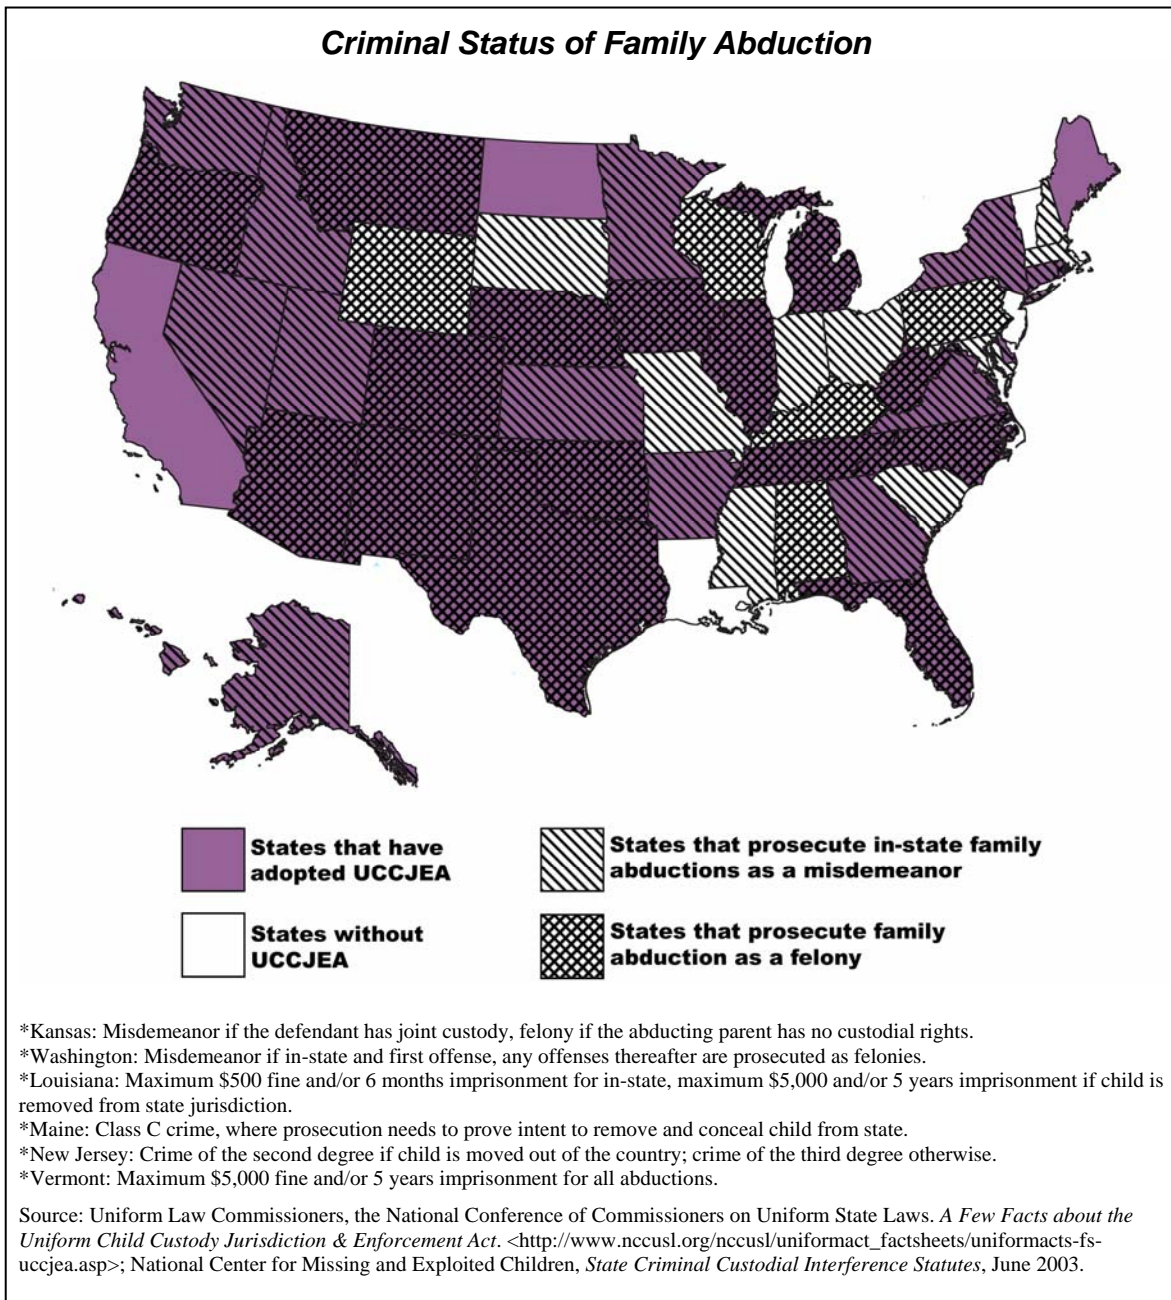 Criminal Status of Family Abduction
States that have
adopted UCCJEA
States that prosecute in-state family
abductions as a misdemeanor
States without
UCCJEA
States that prosecute family
abduction as a felony
*Kansas: Misdemeanor if the defendant has joint custody, felony if the abducting parent has no custodial rights.
*Washington: Misdemeanor if in-state and first offense, any offenses thereafter are prosecuted as felonies.
*Louisiana: Maximum $500 fine and/or 6 months imprisonment for in-state, maximum $5,000 and/or 5 years imprisonment if child is
removed from state jurisdiction.
*Maine: Class C crime, where prosecution needs to prove intent to remove and conceal child from state.
*New Jersey: Crime of the second degree if child is moved out of the country; crime of the third degree otherwise.
*Vermont: Maximum $5,000 fine and/or 5 years imprisonment for all abductions.
Source: Uniform Law Commissioners, the National Conference of Commissioners on Uniform State Laws. A Few Facts about the
Uniform Child Custody Jurisdiction & Enforcement Act. <http://www.nccusl.org/nccusl/uniformact_factsheets/uniformacts-fs-
uccjea.asp>; National Center for Missing and Exploited Children, State Criminal Custodial Interference Statutes, June 2003.